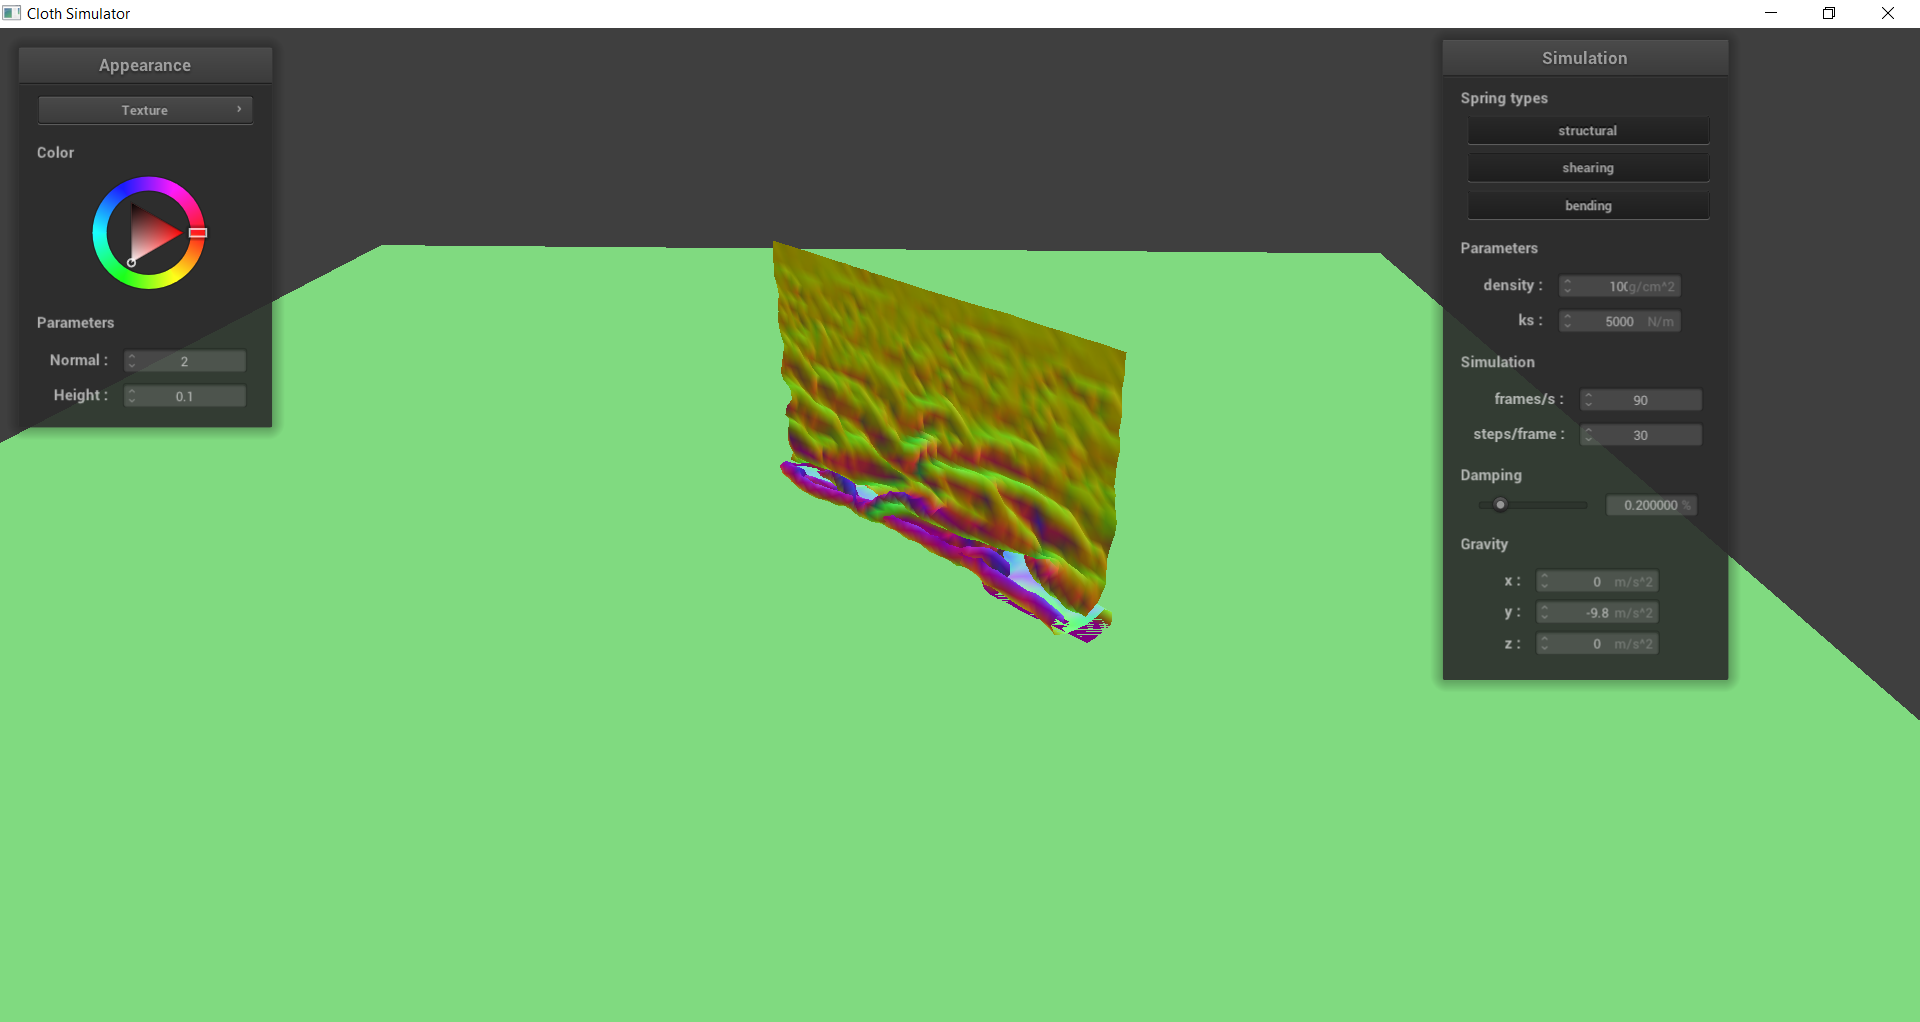 Cloth Simulator
Appearance
Texture
Color
Parameters
Normal : 2
Height : 0.1
Simulation
Spring types
structural
shearing
bending
Parameters
density : 100 g/cm^2
ks : 5000 N/m
Simulation
frames/s : 90
steps/frame : 30
Damping
0.200000 %
Gravity
x : 0 m/s^2
y : -9.8 m/s^2
z : 0 m/s^2